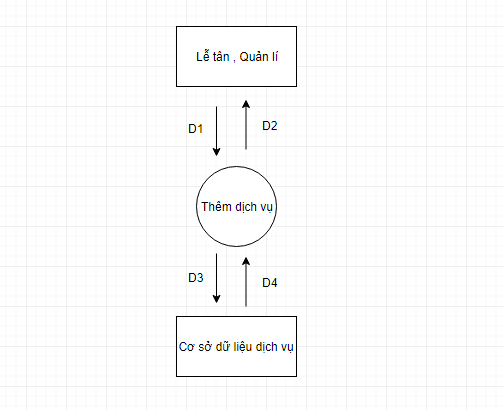 Lễ tân , Quản lí
D1
D2
Thêm dịch vụ
D3
D4
Cơ sở dữ liệu dịch vụ